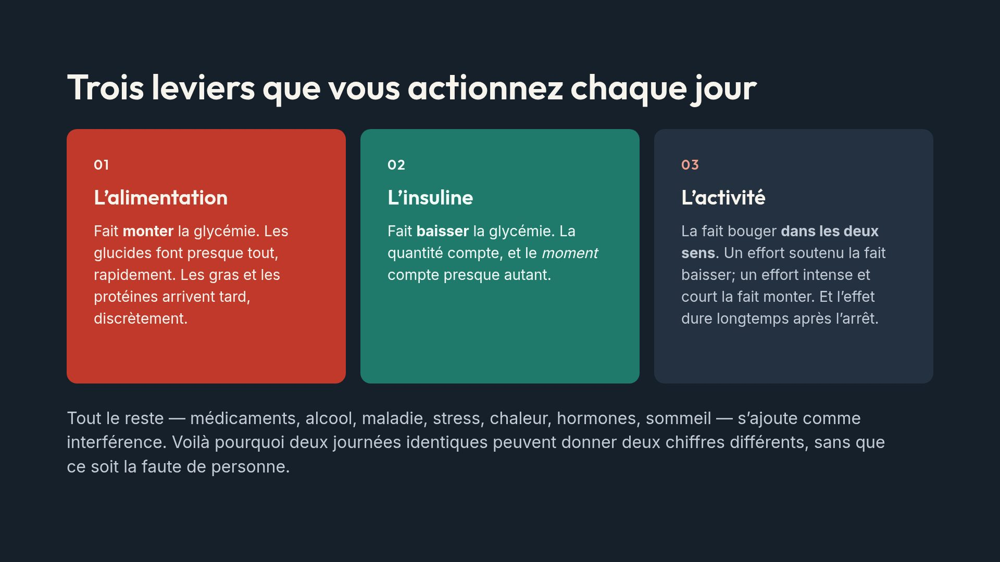 Trois leviers que vous actionnez chaque jour
01
L’alimentation
Fait monter la glycémie. Les
glucides font presque tout,
rapidement. Les gras et les
protéines arrivent tard,
discrètement.
02
L’insuline
Fait baisser la glycémie. La
quantité compte, et le moment
compte presque autant.
03
L’activité
La fait bouger dans les deux
sens. Un effort soutenu la fait
baisser; un effort intense et
court la fait monter. Et l’effet
dure longtemps après l’arrêt.
Tout le reste — médicaments, alcool, maladie, stress, chaleur, hormones, sommeil — s’ajoute comme
interférence. Voilà pourquoi deux journées identiques peuvent donner deux chiffres différents, sans que
ce soit la faute de personne.